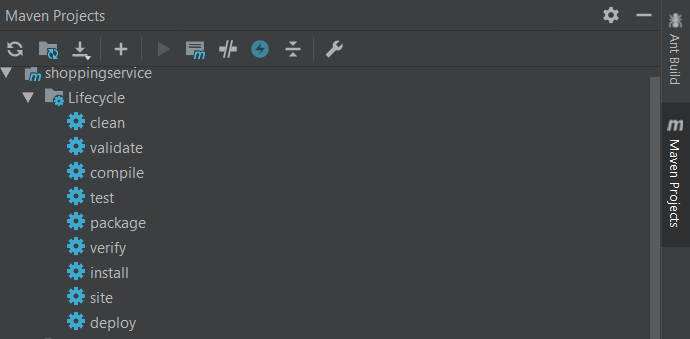 Maven Projects
shoppingservice
Lifecycle
clean
validate
compile
test
package
verify
install
site
deploy
Ant Build
m Maven Projects